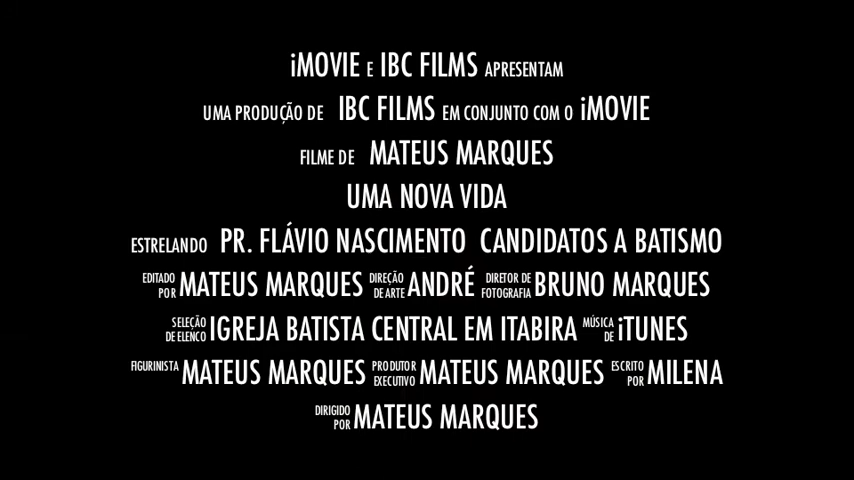 iMOVIE E IBC FILMS APRESENTAM
UMA PRODUÇÃO DE IBC FILMS EM CONJUNTO COM O iMOVIE
FILME DE MATEUS MARQUES
UMA NOVA VIDA
ESTRELANDO PR. FLÁVIO NASCIMENTO CANDIDATOS A BATISMO
EDITADO POR MATEUS MARQUES DIREÇÃO DE ARTE ANDRÉ DIRETOR DE FOTOGRAFIA BRUNO MARQUES
SELEÇÃO DE ELENCO IGREJA BATISTA CENTRAL EM ITABIRA MÚSICA DE iTUNES
FIGURINISTA MATEUS MARQUES PRODUTOR EXECUTIVO MATEUS MARQUES ESCRITO POR MILENA
DIRIGIDO POR MATEUS MARQUES